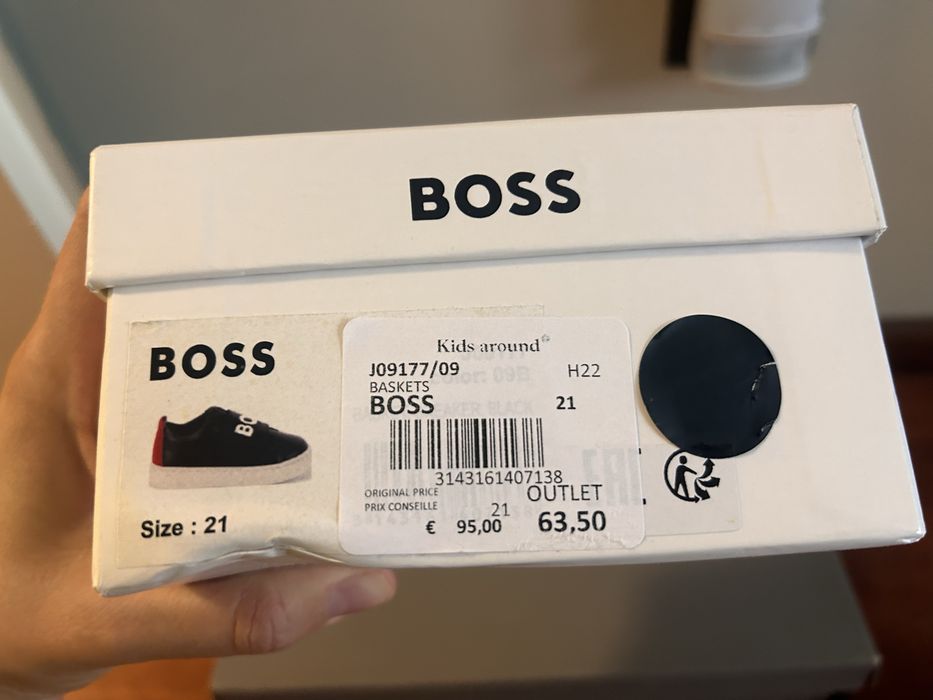 BOSS
BOSS
BO
Size : 21
Kids around
J09177/09 H22
BASKETS
BOSS 21
3143161407138
ORIGINAL PRICE OUTLET
PRIX CONSEILLE 21
€ 95,00 63,50